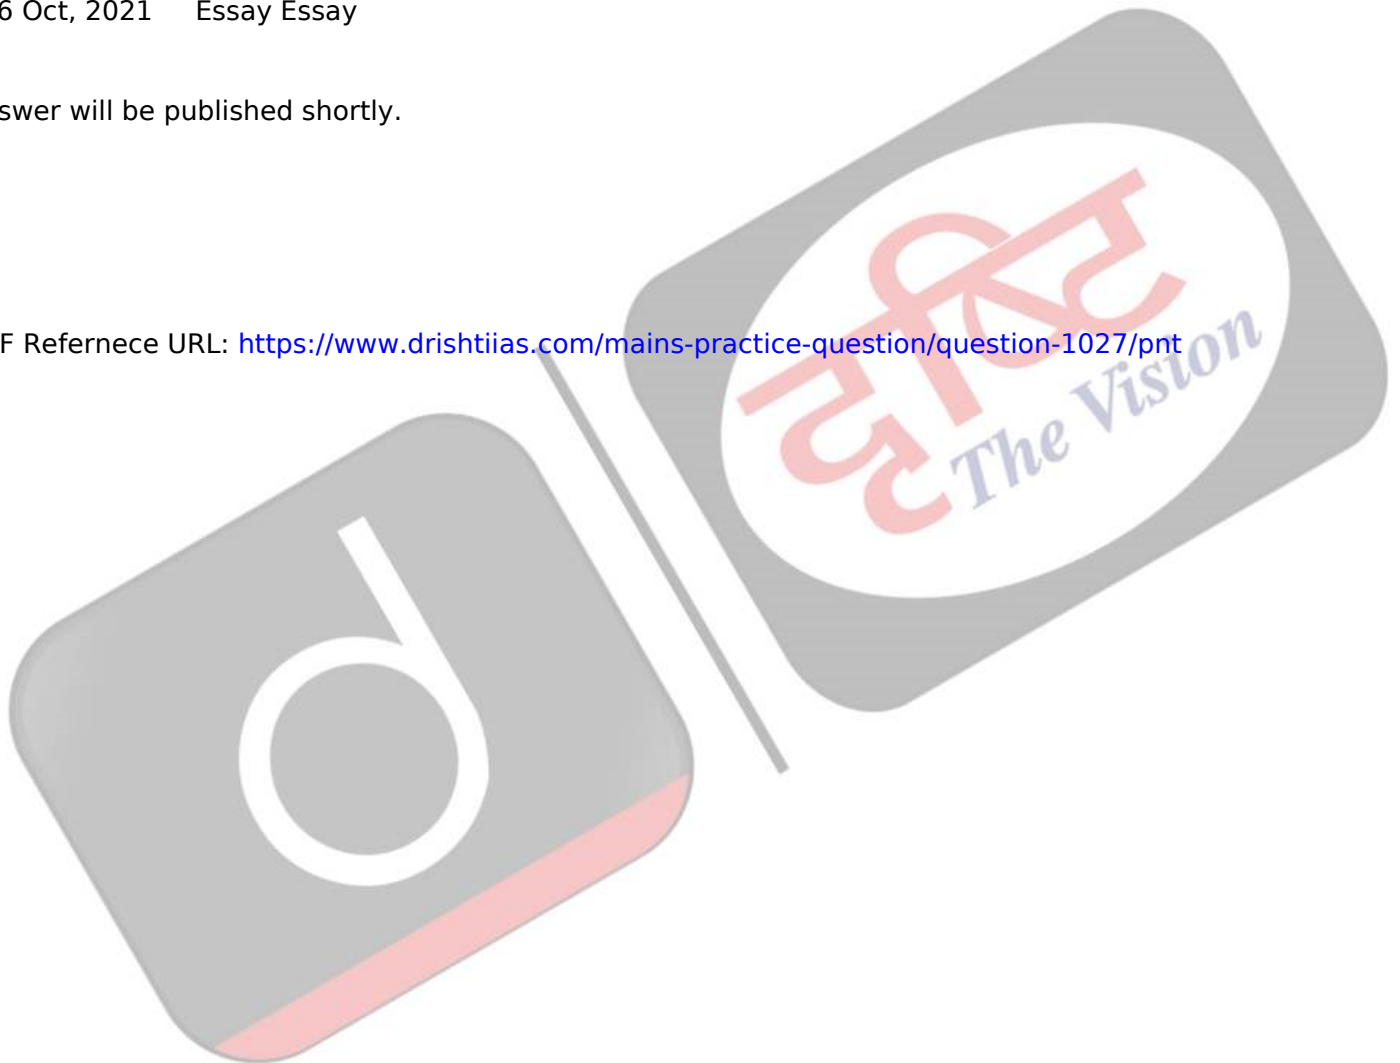 6 Oct, 2021 Essay Essay
swer will be published shortly.
F Refernece URL: https://www.drishtiias.com/mains-practice-question/question-1027/pnt
दृष्टि
The Vision
d